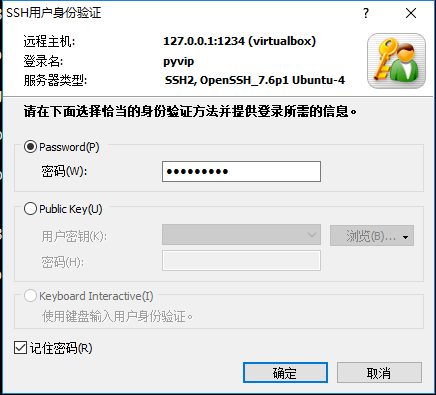 SSH用户身份验证
远程主机: 127.0.0.1:1234 (virtualbox)
登录名: pyvip
服务器类型: SSH2, OpenSSH_7.6p1 Ubuntu-4
请在下面选择恰当的身份验证方法并提供登录所需的信息。
Password(P)
密码(W): •••••••••
Public Key(U)
用户密钥(K): 浏览(B)...
密码(H):
Keyboard Interactive(I)
使用键盘输入用户身份验证。
记住密码(R)
确定 取消